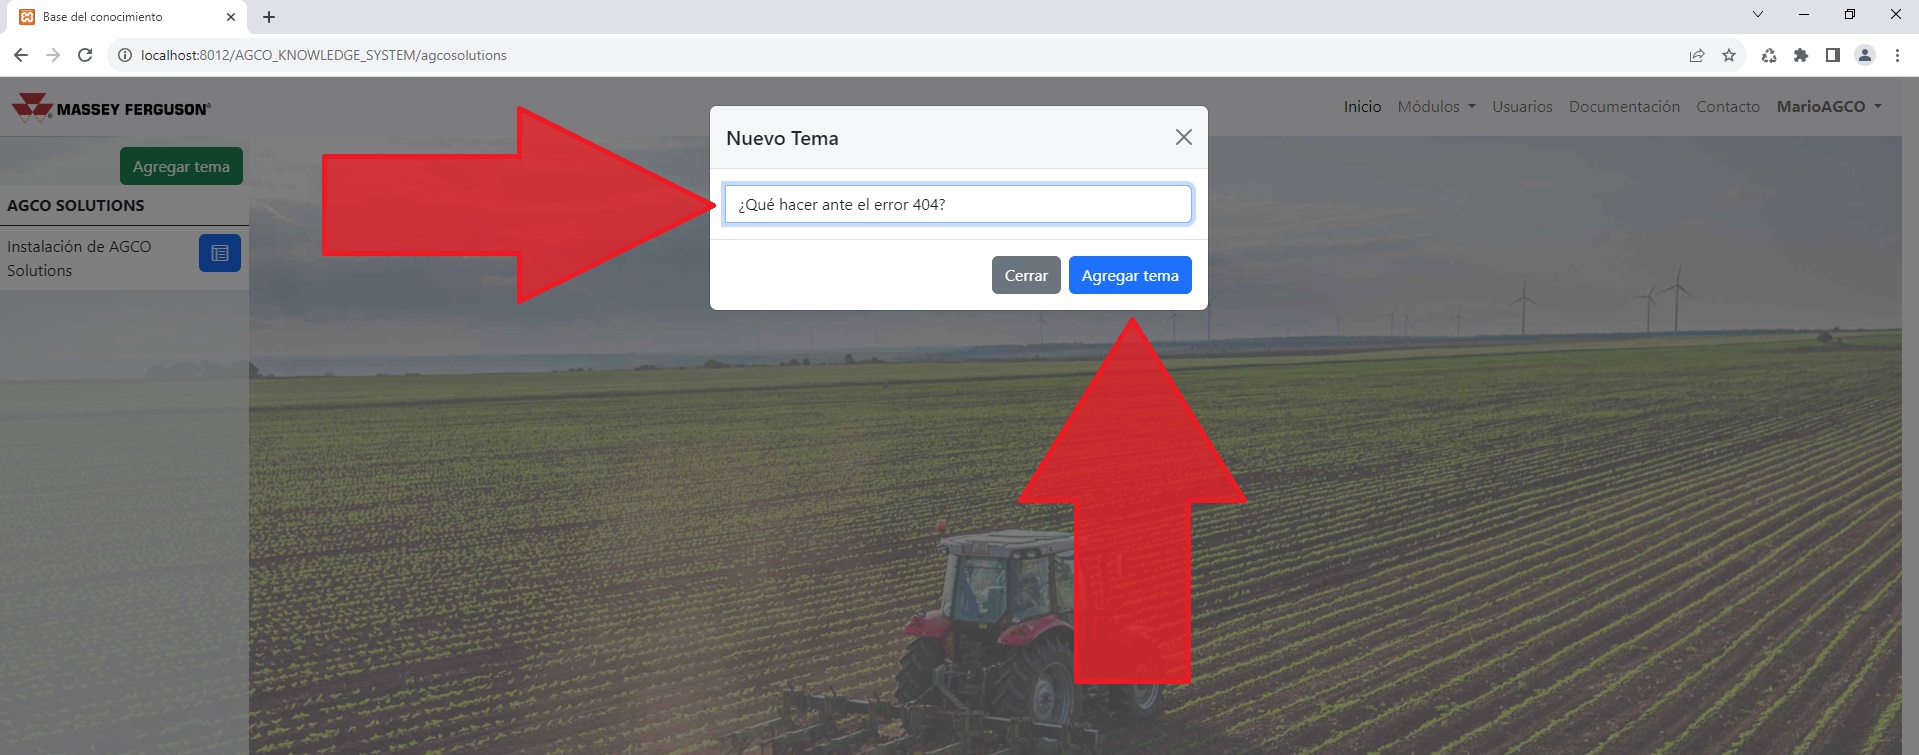 Base del conocimiento
localhost:8012/AGCO_KNOWLEDGE_SYSTEM/agcosolutions
MASSEY FERGUSON®
Inicio Módulos Usuarios Documentación Contacto MarioAGCO
Agregar tema
AGCO SOLUTIONS
Instalación de AGCO
Solutions
Nuevo Tema
¿Qué hacer ante el error 404?
Cerrar Agregar tema